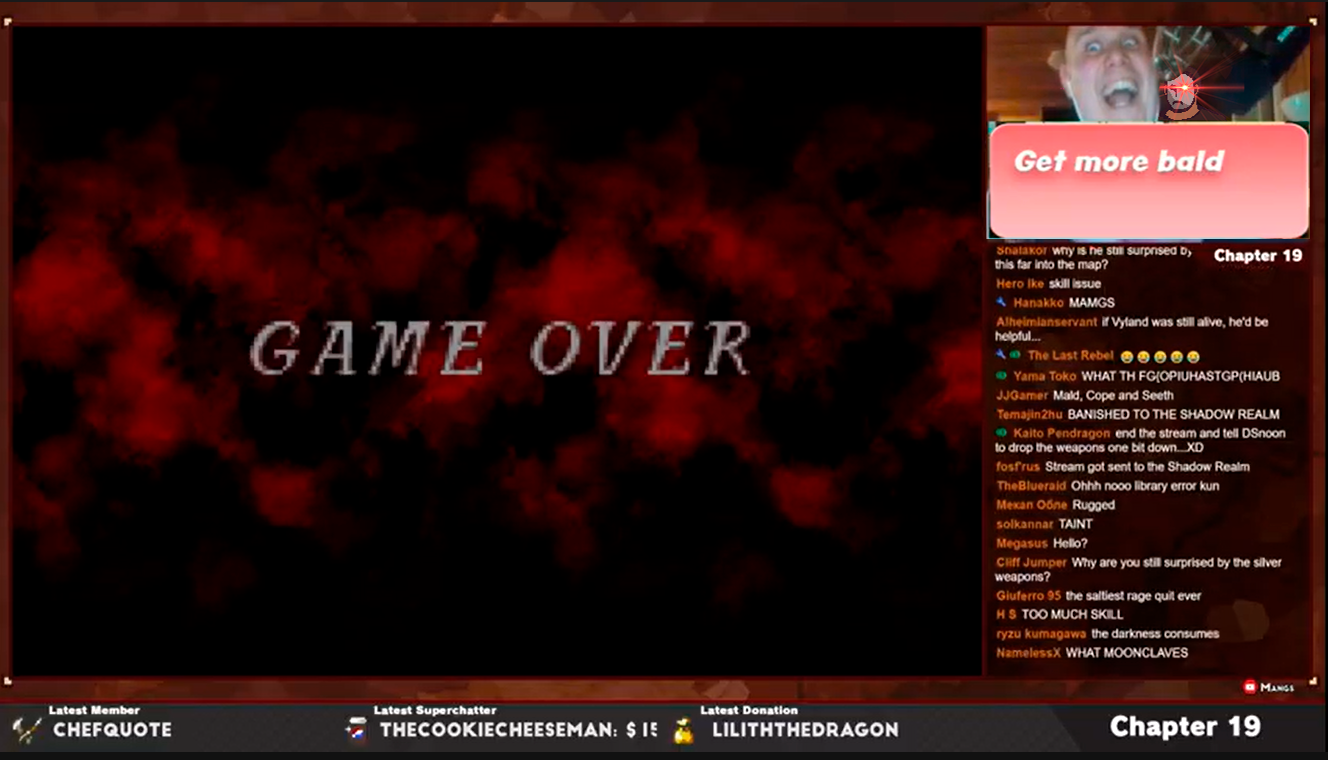 GAME OVER
Get more bald
Chapter 19
Shalakor why is he still surprised by
this far into the map?
Hero Ike skill issue
Hanakko MAMGS
Alheimianservant if Vyland was still alive, he'd be
helpful...
The Last Rebel 😂😂😂😂😂
Yama Toko WHAT TH FG{OPIUHASTGP(HIAUB
JJGamer Mald, Cope and Seeth
Temajin2hu BANISHED TO THE SHADOW REALM
Kaito Pendragon end the stream and tell DSnoon
to drop the weapons one bit down...XD
fosf'rus Stream got sent to the Shadow Realm
TheBlueraid Ohhh nooo library error kun
Мекан Обле Rugged
solkannar TAINT
Megasus Hello?
Cliff Jumper Why are you still surprised by the silver
weapons?
Giuferro 95 the saltiest rage quit ever
H S TOO MUCH SKILL
ryzu kumagawa the darkness consumes
NamelessX WHAT MOONCLAVES
MANGS
Latest Member
CHEFQUOTE
Latest Superchatter
THECOOKIECHEESEMAN: $ 15
Latest Donation
LILITHTHEDRAGON
Chapter 19